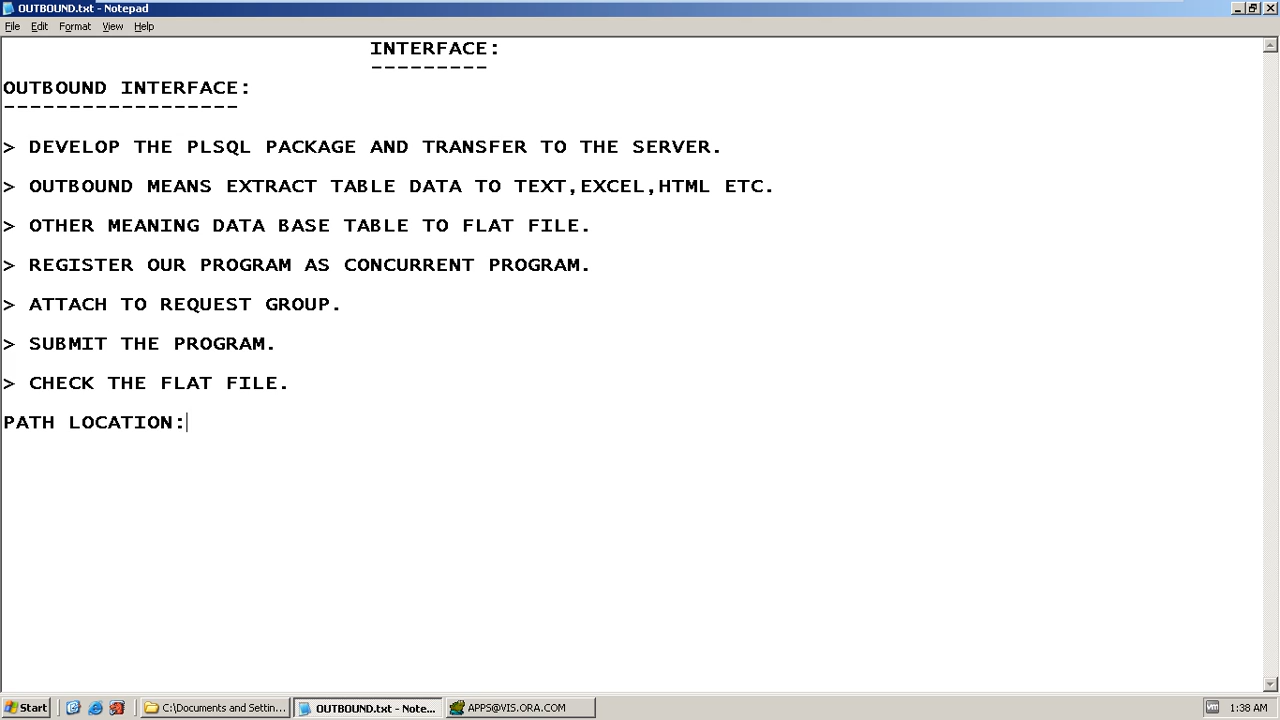 OUTBOUND.txt - Notepad
File Edit Format View Help
INTERFACE:
---------
OUTBOUND INTERFACE:
------------------
> DEVELOP THE PLSQL PACKAGE AND TRANSFER TO THE SERVER.
> OUTBOUND MEANS EXTRACT TABLE DATA TO TEXT,EXCEL,HTML ETC.
> OTHER MEANING DATA BASE TABLE TO FLAT FILE.
> REGISTER OUR PROGRAM AS CONCURRENT PROGRAM.
> ATTACH TO REQUEST GROUP.
> SUBMIT THE PROGRAM.
> CHECK THE FLAT FILE.
PATH LOCATION:
Start C:\Documents and Settin... OUTBOUND.txt - Note... APPS@VIS.ORA.COM 1:38 AM